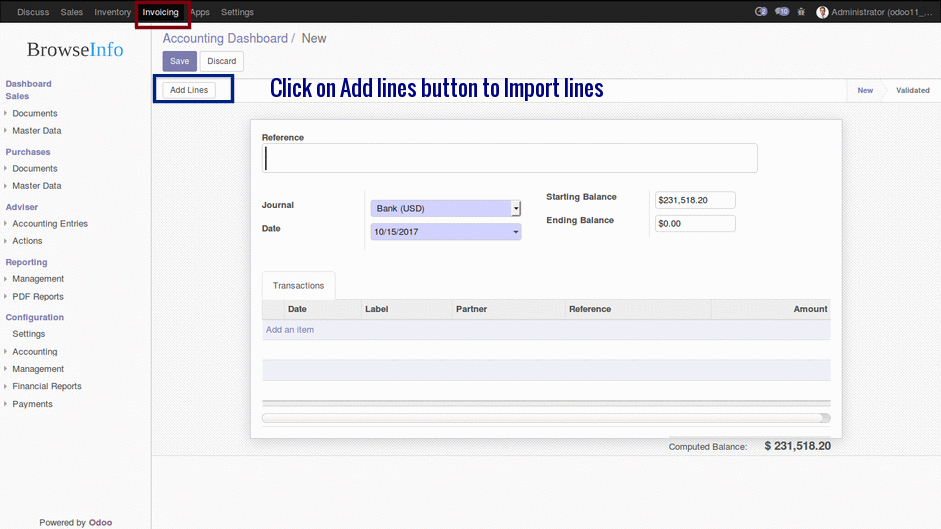 Discuss Sales Inventory Invoicing Apps Settings Administrator (odoo11_...
BrowseInfo
Accounting Dashboard / New
Save Discard
Add Lines Click on Add lines button to Import lines New Validated
Dashboard
Sales
Documents
Master Data
Purchases
Documents
Master Data
Adviser
Accounting Entries
Actions
Reporting
Management
PDF Reports
Configuration
Settings
Accounting
Management
Financial Reports
Payments
Powered by Odoo
Reference
Journal Bank (USD) Starting Balance $231,518.20
Date 10/15/2017 Ending Balance $0.00
Transactions
Date Label Partner Reference Amount
Add an item
Computed Balance: $ 231,518.20